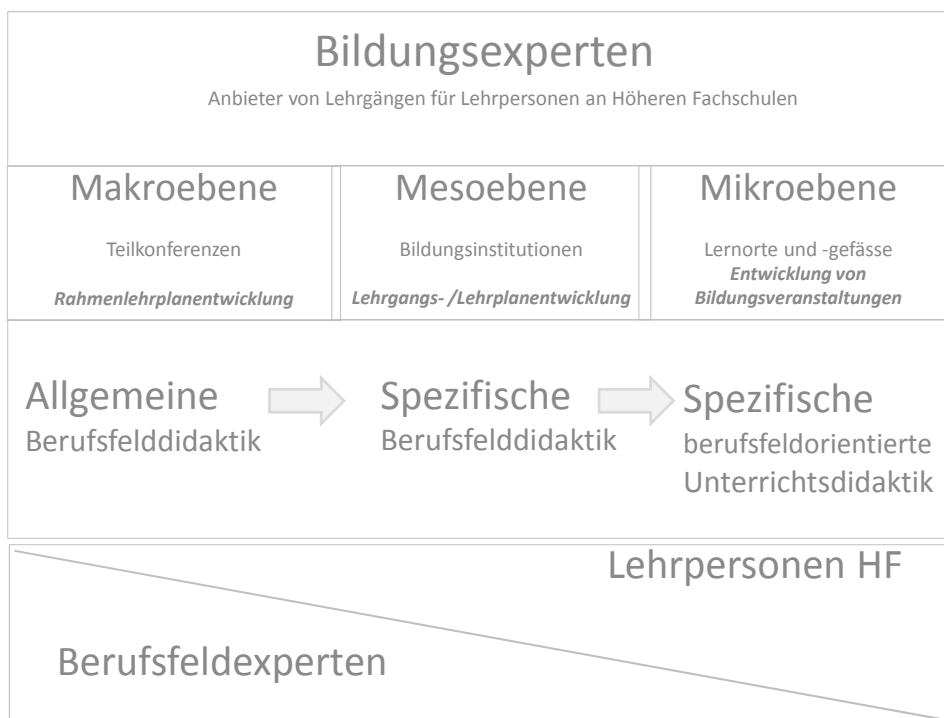 Bildungsexperten
Anbieter von Lehrgängen für Lehrpersonen an Höheren Fachschulen
Makroebene
Teilkonferenzen
Rahmenlehrplanentwicklung
Mesoebene
Bildungsinstitutionen
Lehrgangs- /Lehrplanentwicklung
Mikroebene
Lernorte und -gefässe
Entwicklung von
Bildungsveranstaltungen
Allgemeine
Berufsfelddidaktik
Spezifische
Berufsfelddidaktik
Spezifische
berufsfeldorientierte
Unterrichtsdidaktik
Lehrpersonen HF
Berufsfeldexperten